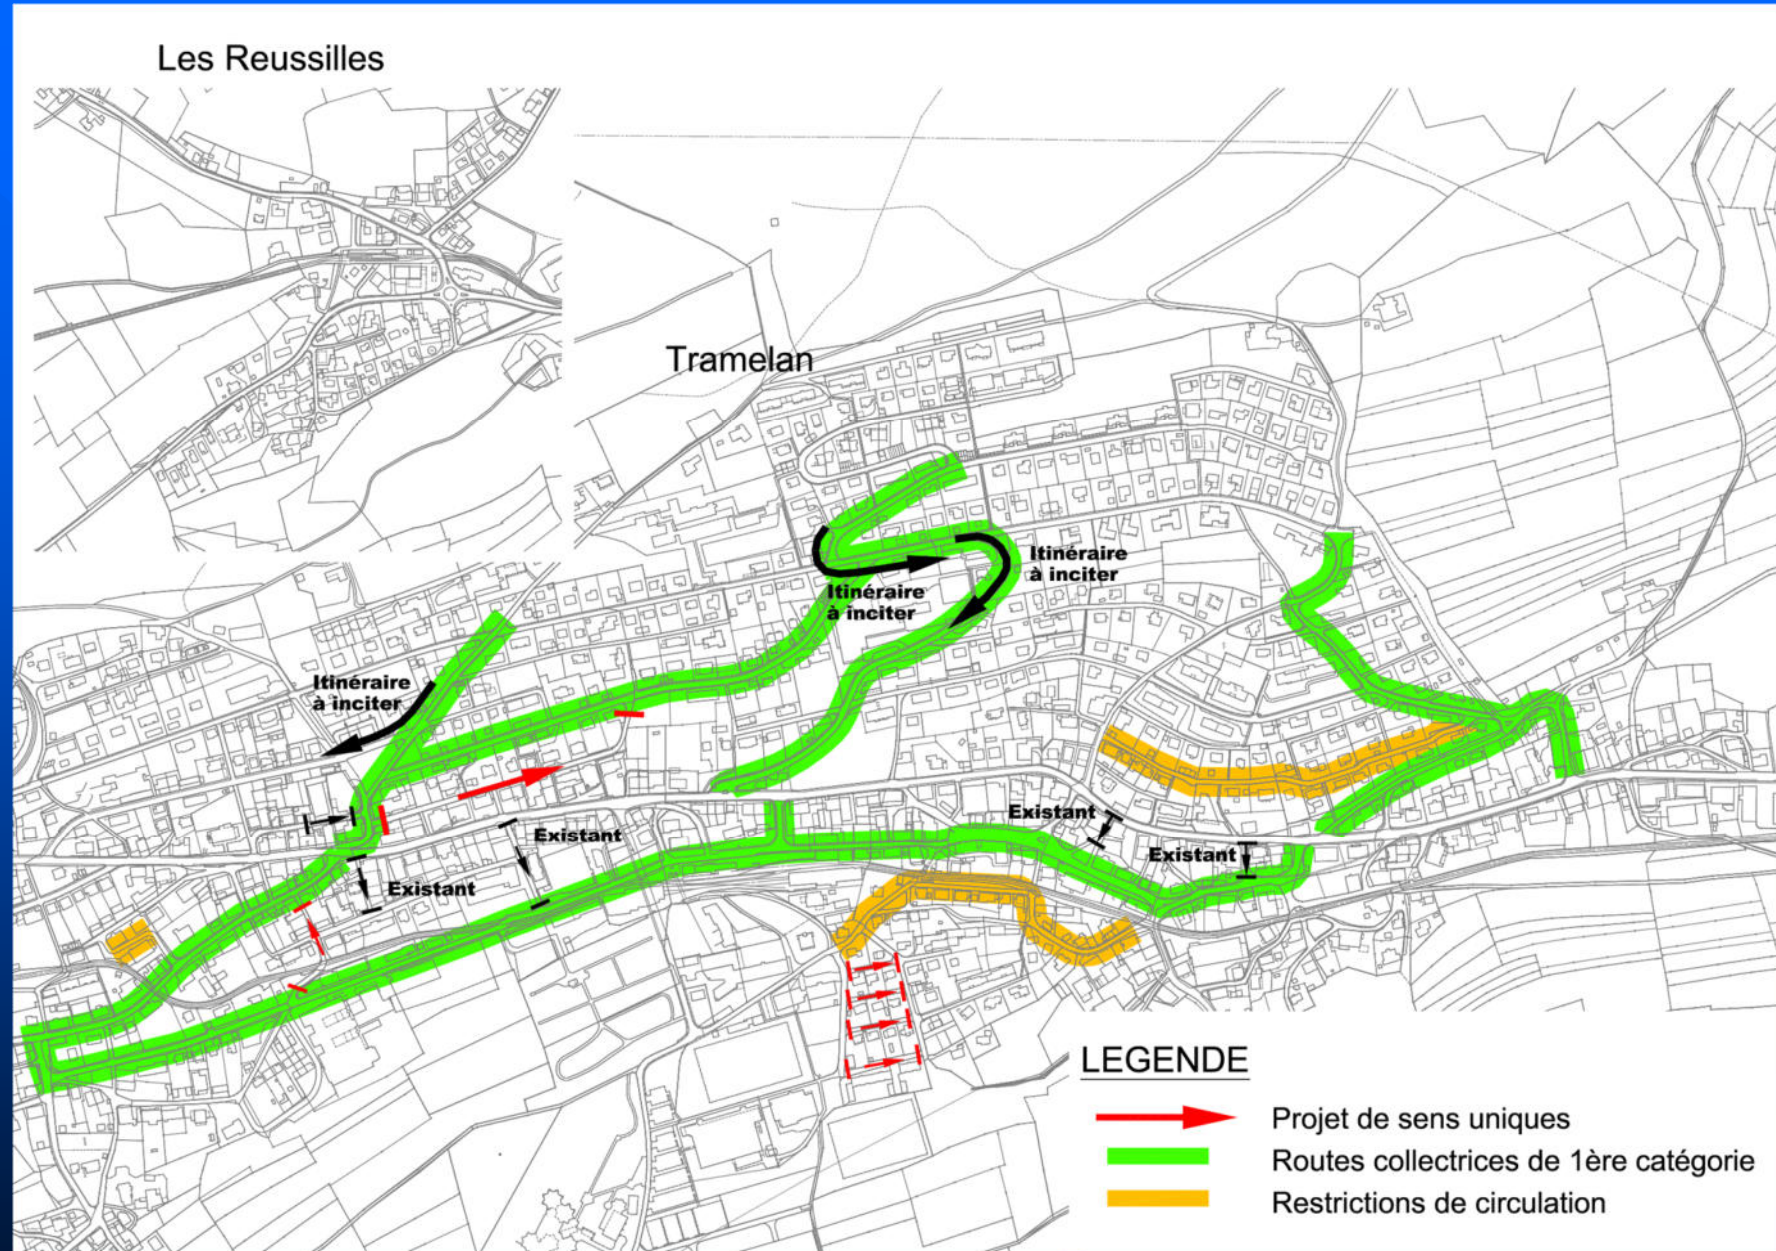 Les Reussilles
Tramelan
Itinéraire
à inciter
Itinéraire
à inciter
Itinéraire
à inciter
Existant
Existant
Existant
Existant
LEGENDE
Projet de sens uniques
Routes collectrices de 1ère catégorie
Restrictions de circulation